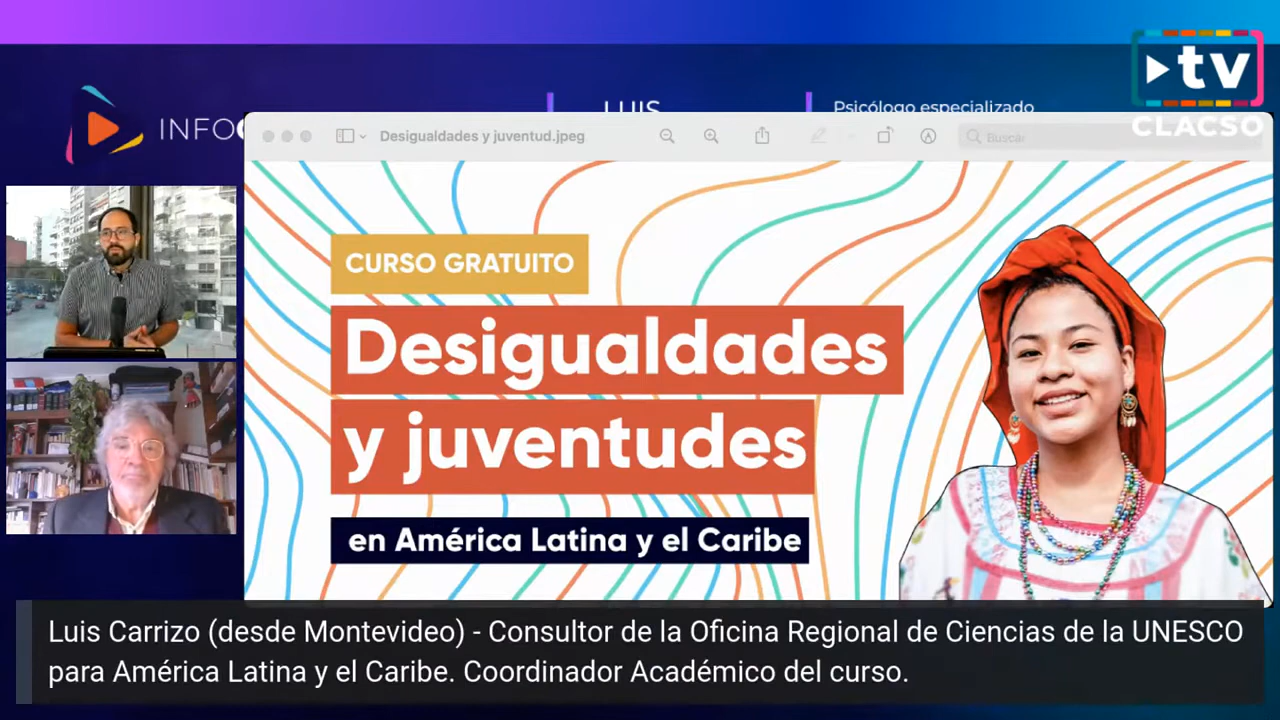 tv
CLACSO
LUIS
Psicólogo especializado
INFO
Desigualdades y juventud.jpeg
Buscar
CURSO GRATUITO
Desigualdades
y juventudes
en América Latina y el Caribe
Luis Carrizo (desde Montevideo) - Consultor de la Oficina Regional de Ciencias de la UNESCO
para América Latina y el Caribe. Coordinador Académico del curso.